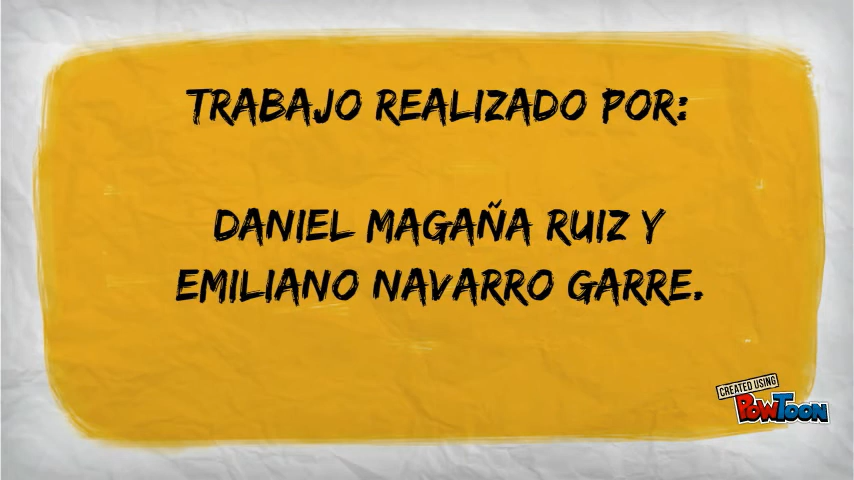 TRABAJO REALIZADO POR:
DANIEL MAGAÑA RUIZ Y
EMILIANO NAVARRO GARRE.
CREATED USING
POWTOON